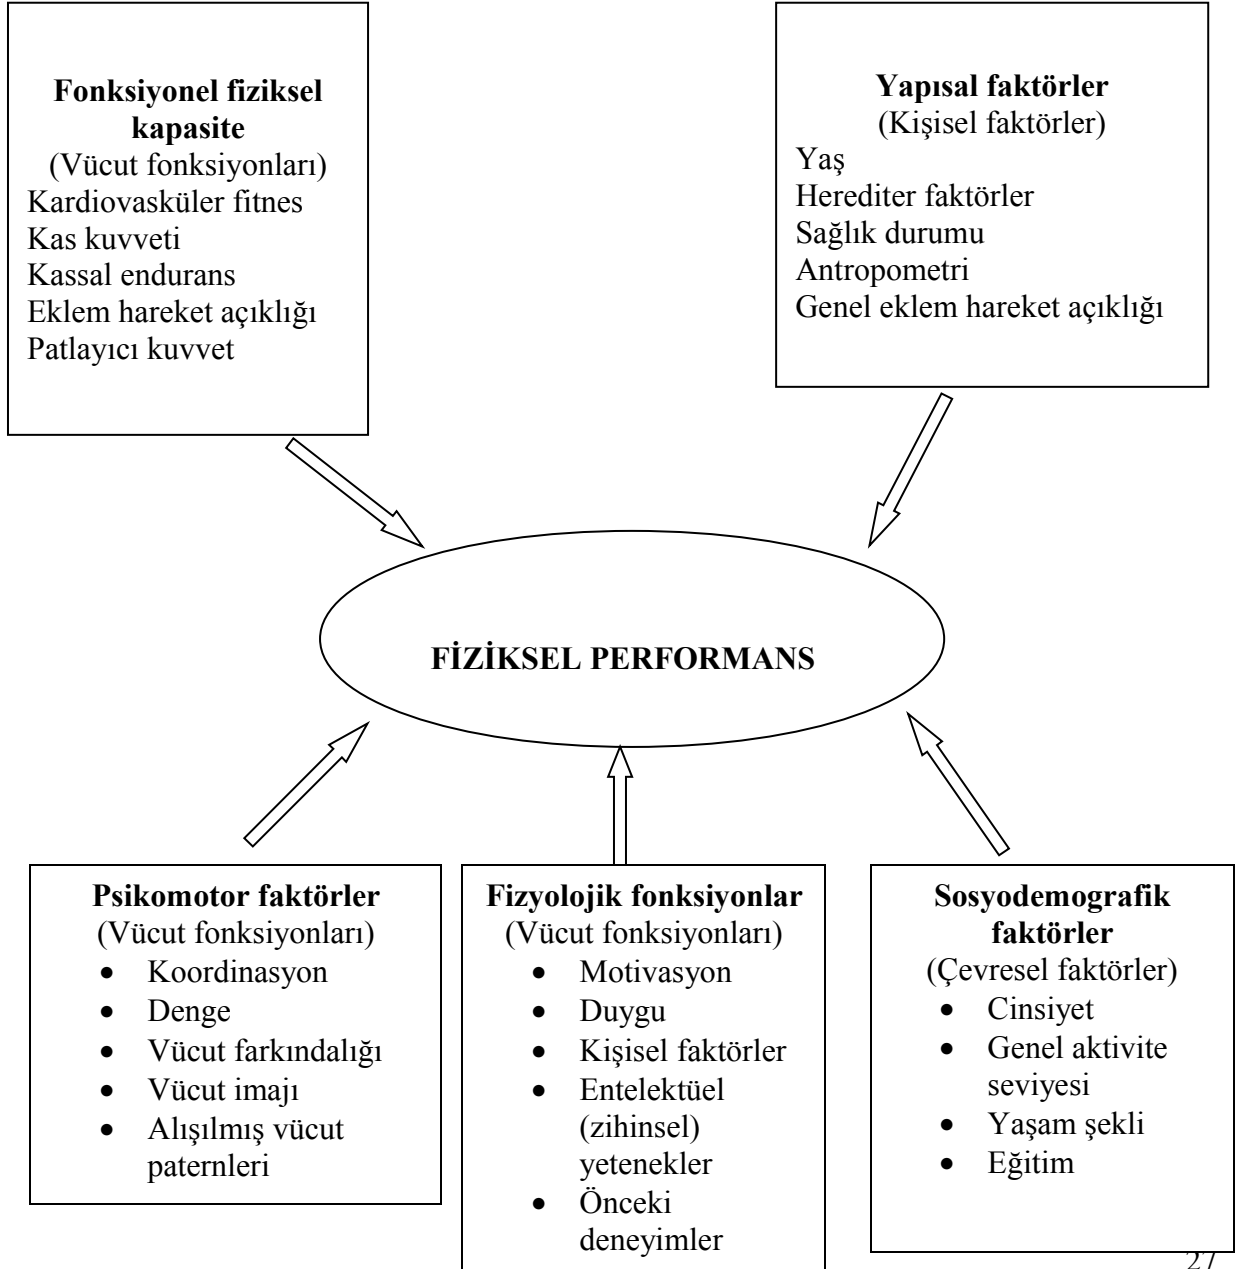 Fonksiyonel fiziksel
kapasite
(Vücut fonksiyonları)
Kardiovasküler fitnes
Kas kuvveti
Kassal endurans
Eklem hareket açıklığı
Patlayıcı kuvvet
Yapısal faktörler
(Kişisel faktörler)
Yaş
Herediter faktörler
Sağlık durumu
Antropometri
Genel eklem hareket açıklığı
FİZİKSEL PERFORMANS
Psikomotor faktörler
(Vücut fonksiyonları)
• Koordinasyon
• Denge
• Vücut farkındalığı
• Vücut imajı
• Alışılmış vücut
paternleri
Fizyolojik fonksiyonlar
(Vücut fonksiyonları)
• Motivasyon
• Duygu
• Kişisel faktörler
• Entelektüel
(zihinsel)
yetenekler
• Önceki
deneyimler
Sosyodemografik
faktörler
(Çevresel faktörler)
• Cinsiyet
• Genel aktivite
seviyesi
• Yaşam şekli
• Eğitim
27